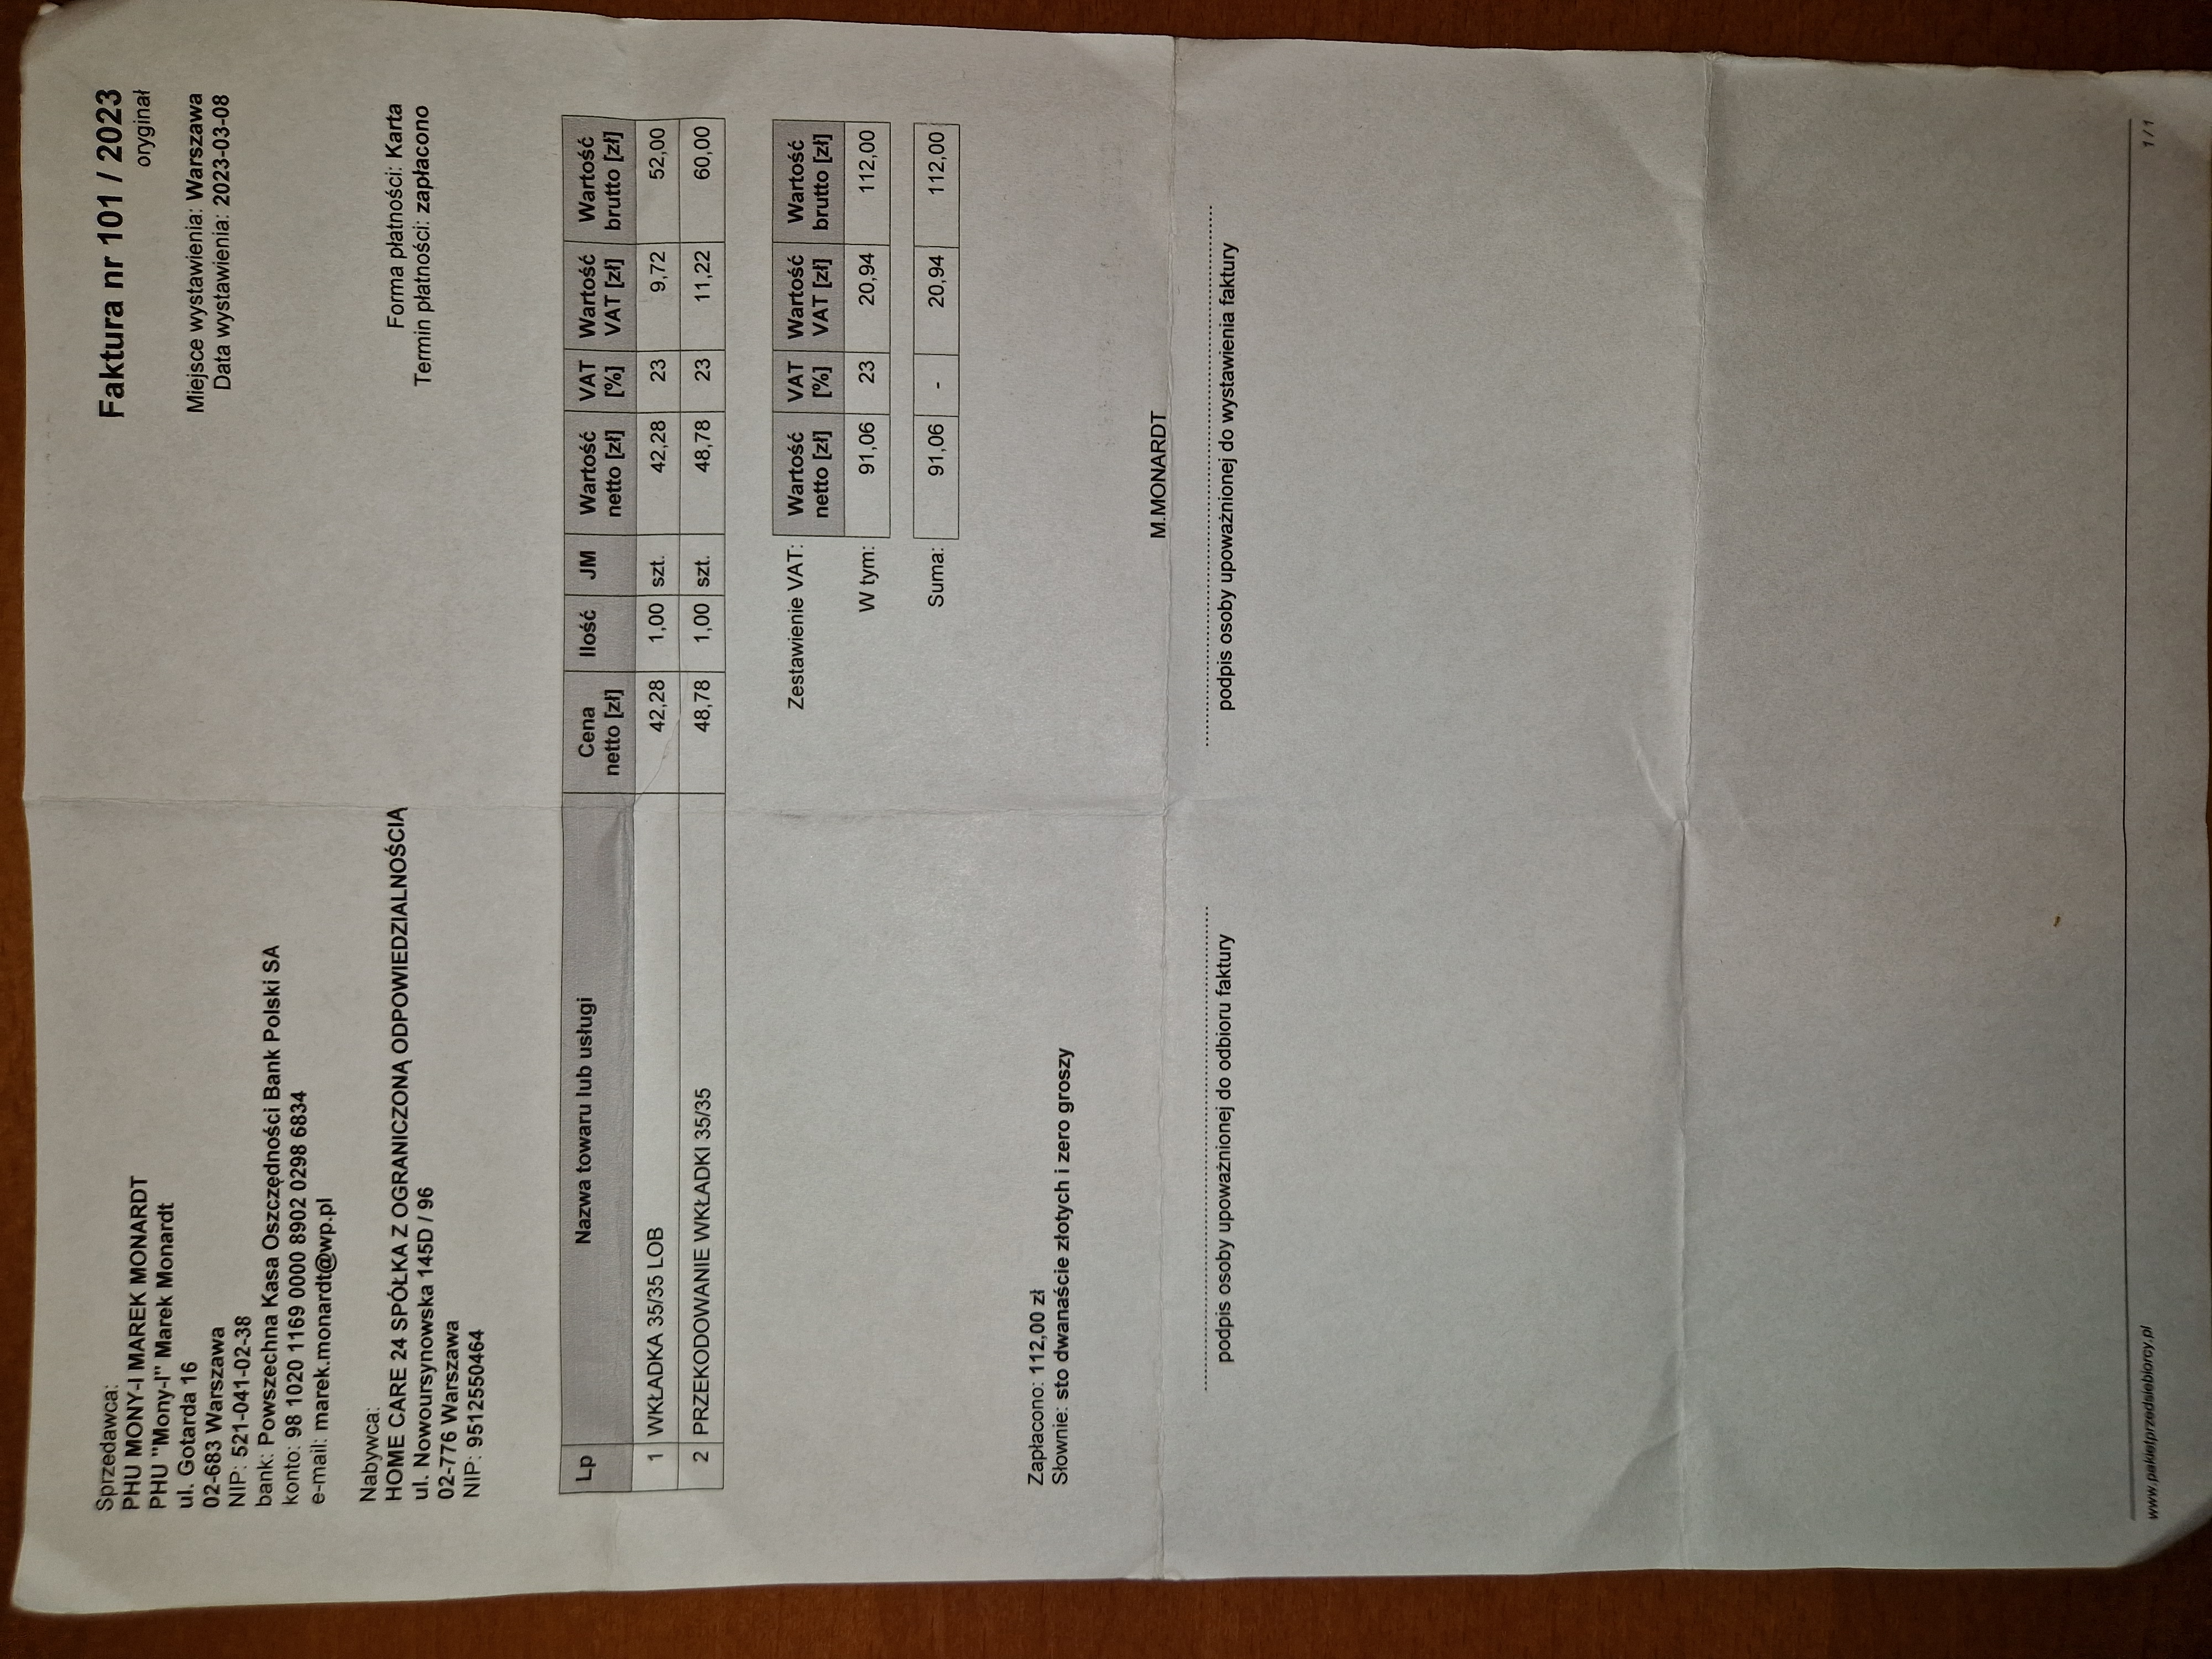 Sprzedawca:
PHU MONY-I MAREK MONARDT
PHU "Mony-I" Marek Monardt
ul. Gotarda 16
02-683 Warszawa
NIP: 521-041-02-38
bank: Powszechna Kasa Oszczędności Bank Polski SA
konto: 98 1020 1169 0000 8902 0298 6834
e-mail: marek.monardt@wp.pl
Faktura nr 101 / 2023
oryginał
Miejsce wystawienia: Warszawa
Data wystawienia: 2023-03-08
Nabywca:
HOME CARE 24 SPÓŁKA Z OGRANICZONĄ ODPOWIEDZIALNOŚCIĄ
ul. Nowoursynowska 145D / 96
02-776 Warszawa
NIP: 9512550464
Forma płatności: Karta
Termin płatności: zapłacono
Lp Nazwa towaru lub usługi Cena netto [zł] Ilość JM Wartość netto [zł] VAT [%] Wartość VAT [zł] Wartość brutto [zł]
1 WKŁADKA 35/35 LOB 42,28 1,00 szt. 42,28 23 9,72 52,00
2 PRZEKODOWANIE WKŁADKI 35/35 48,78 1,00 szt. 48,78 23 11,22 60,00
Zestawienie VAT: Wartość netto [zł] VAT [%] Wartość VAT [zł] Wartość brutto [zł]
W tym: 91,06 23 20,94 112,00
Suma: 91,06 - 20,94 112,00
Zapłacono: 112,00 zł
Słownie: sto dwanaście złotych i zero groszy
M.MONARDT
podpis osoby upoważnionej do odbioru faktury
podpis osoby upoważnionej do wystawienia faktury
www.pakietprzedsiebiorcy.pl
1 / 1